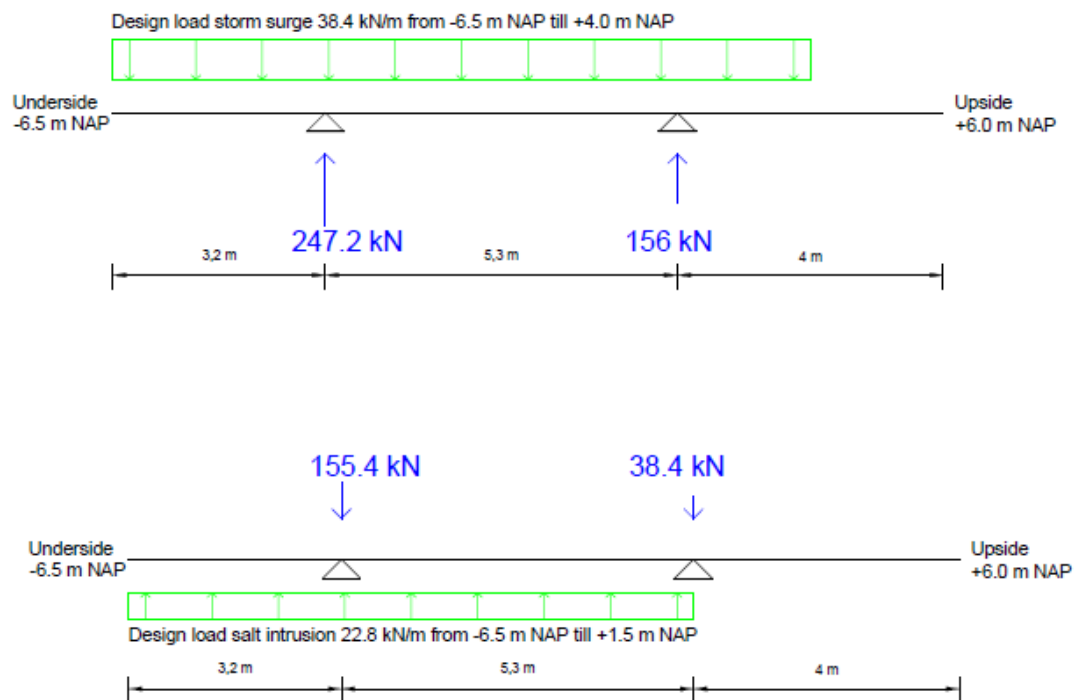 Design load storm surge 38.4 kN/m from -6.5 m NAP till +4.0 m NAP
Underside
-6.5 m NAP
Upside
+6.0 m NAP
247.2 kN
156 kN
3,2 m
5,3 m
4 m
155.4 kN
38.4 kN
Underside
-6.5 m NAP
Upside
+6.0 m NAP
Design load salt intrusion 22.8 kN/m from -6.5 m NAP till +1.5 m NAP
3,2 m
5,3 m
4 m